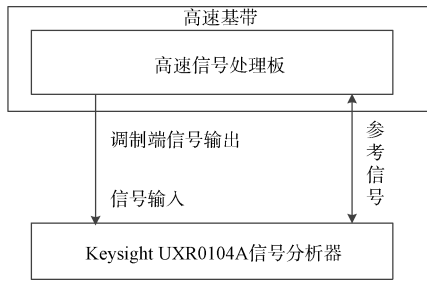 高速基带
高速信号处理板
调制端信号输出
参考信号
信号输入
Keysight UXR0104A信号分析器